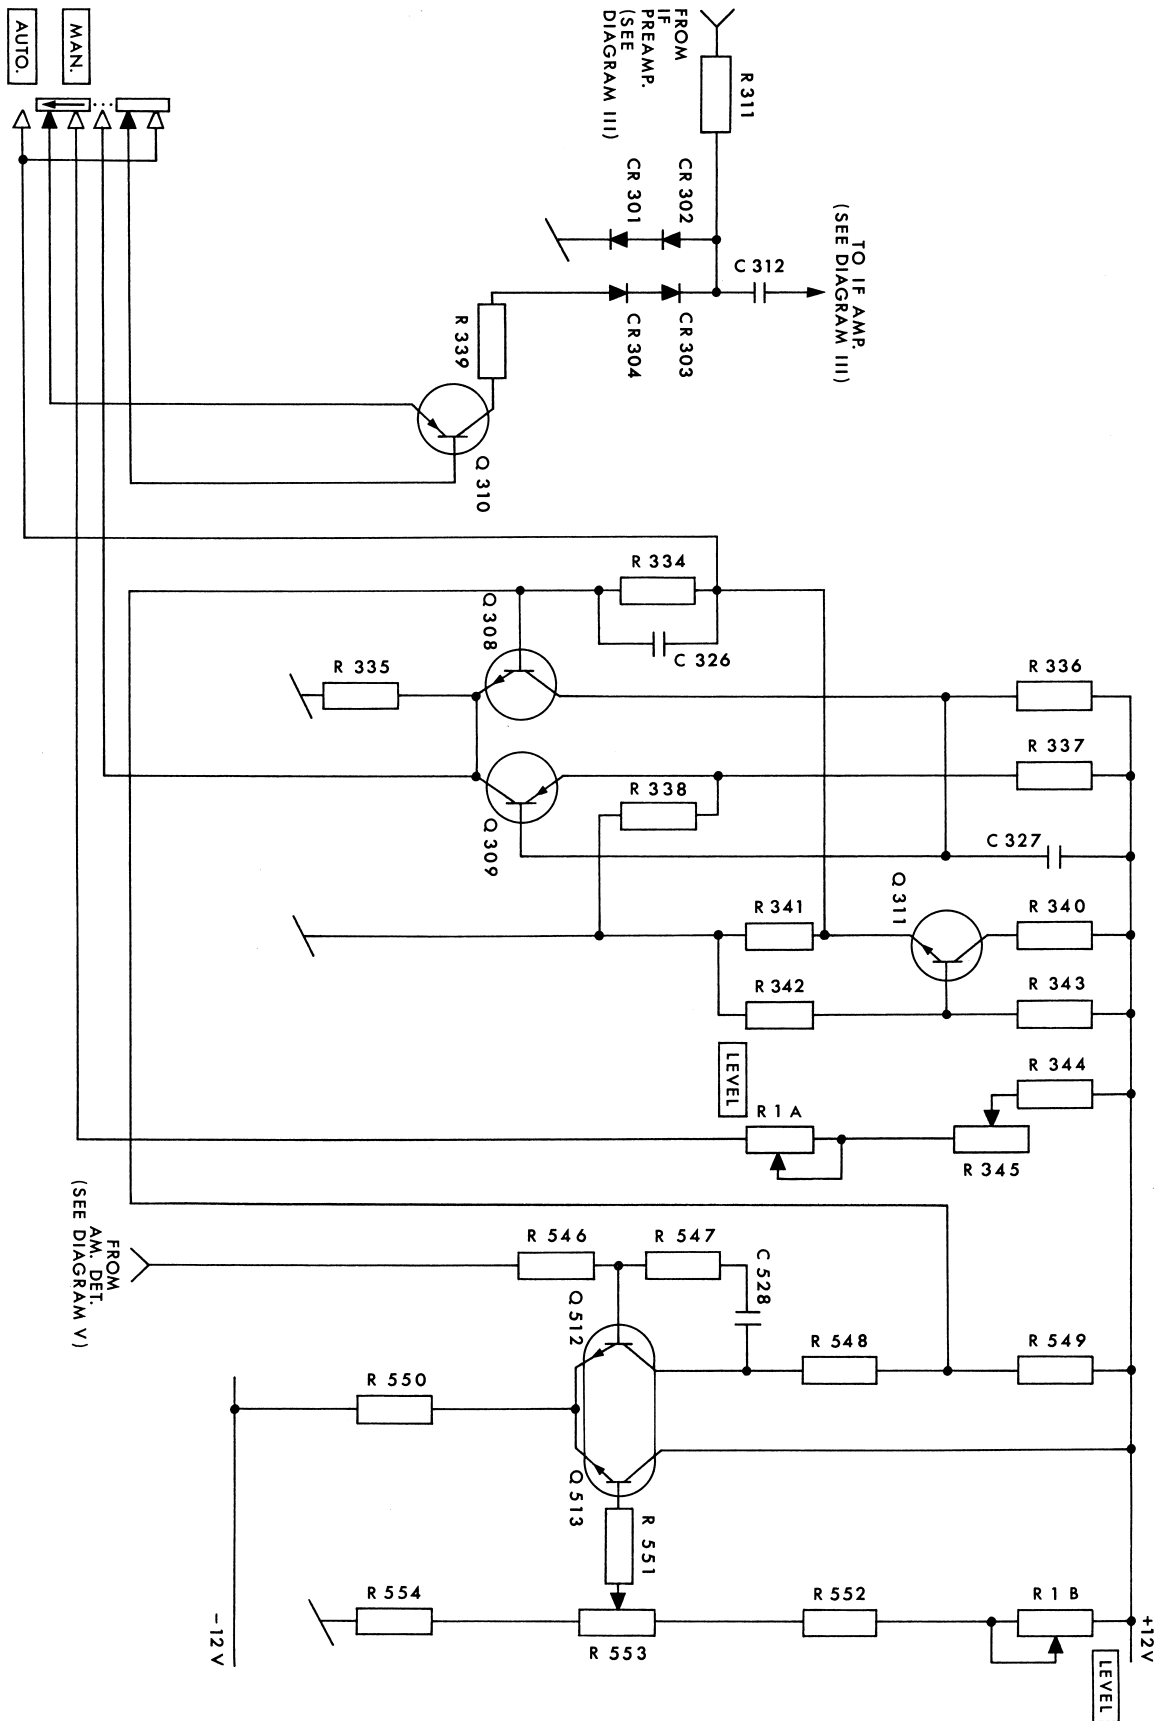 AUTO.
MAN.
FROM
IF
PREAMP.
(SEE
DIAGRAM III)
R 311
CR 301
CR 302
C 312
TO IF AMP.
(SEE DIAGRAM III)
CR 304
CR 303
R 339
Q 310
R 334
C 326
Q 308
R 335
R 336
R 337
R 338
Q 309
C 327
Q 311
R 341
R 340
R 342
R 343
LEVEL
R 1 A
R 344
R 345
FROM
AM. DET.
(SEE DIAGRAM V)
R 546
R 547
C 528
Q 512
R 548
R 549
R 550
Q 513
R 551
R 554
R 553
R 552
R 1 B
LEVEL
-12 V
+12 V